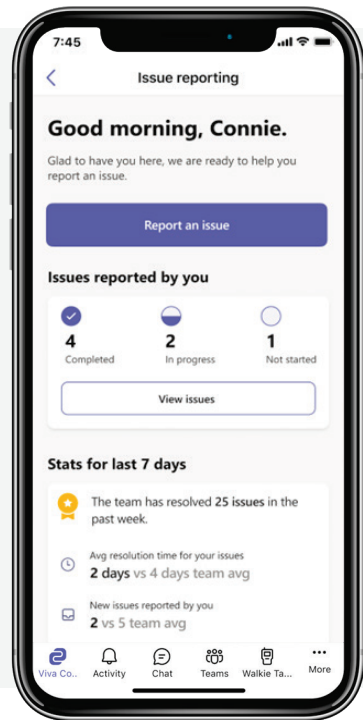 7:45
Issue reporting
Good morning, Connie.
Glad to have you here, we are ready to help you
report an issue.
Report an issue
Issues reported by you
4
Completed
2
In progress
1
Not started
View issues
Stats for last 7 days
The team has resolved 25 issues in the
past week.
Avg resolution time for your issues
2 days vs 4 days team avg
New issues reported by you
2 vs 5 team avg
Viva Co..
Activity
Chat
Teams
Walkie Ta...
More